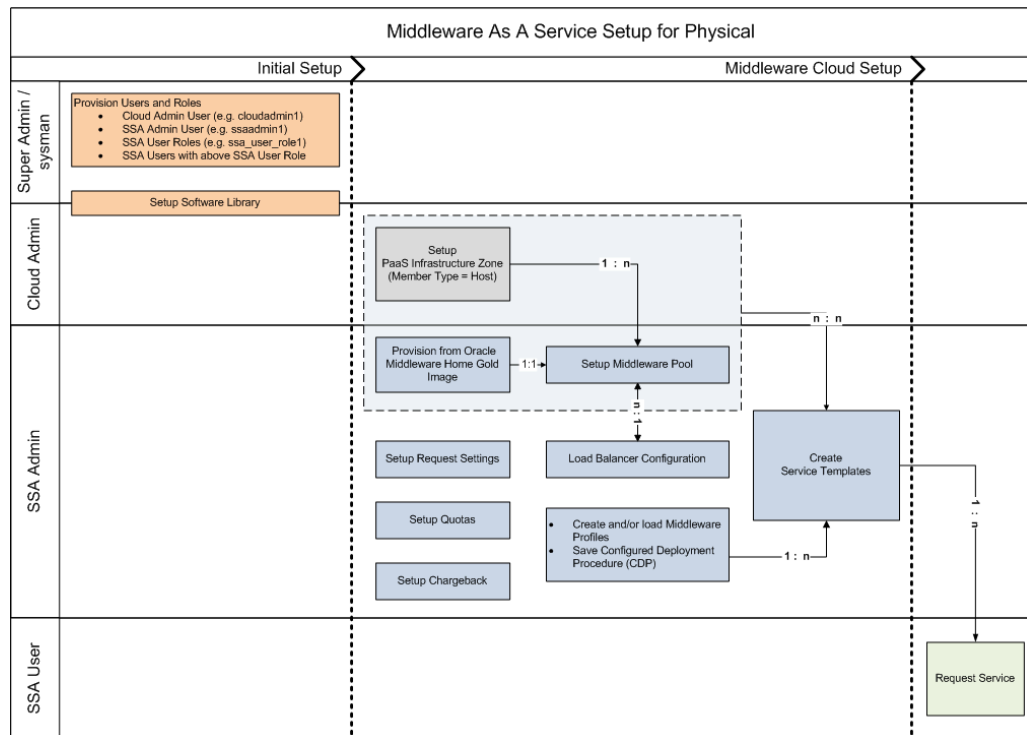 Middleware As A Service Setup for Physical
Initial Setup
Middleware Cloud Setup
Super Admin /
sysman
Provision Users and Roles
• Cloud Admin User (e.g. cloudadmin1)
• SSA Admin User (e.g. ssaadmin1)
• SSA User Roles (e.g. ssa_user_role1)
• SSA Users with above SSA User Role
Setup Software Library
Cloud Admin
Setup
PaaS Infrastructure Zone
(Member Type = Host)
1 : n
n : n
SSA Admin
Provision from Oracle
Middleware Home Gold
Image
1:1
Setup Middleware Pool
n:1
Setup Request Settings
Load Balancer Configuration
Create
Service Templates
1 : n
Setup Quotas
• Create and/or load Middleware
Profiles
• Save Configured Deployment
Procedure (CDP)
1 : n
Setup Chargeback
SSA User
Request Service